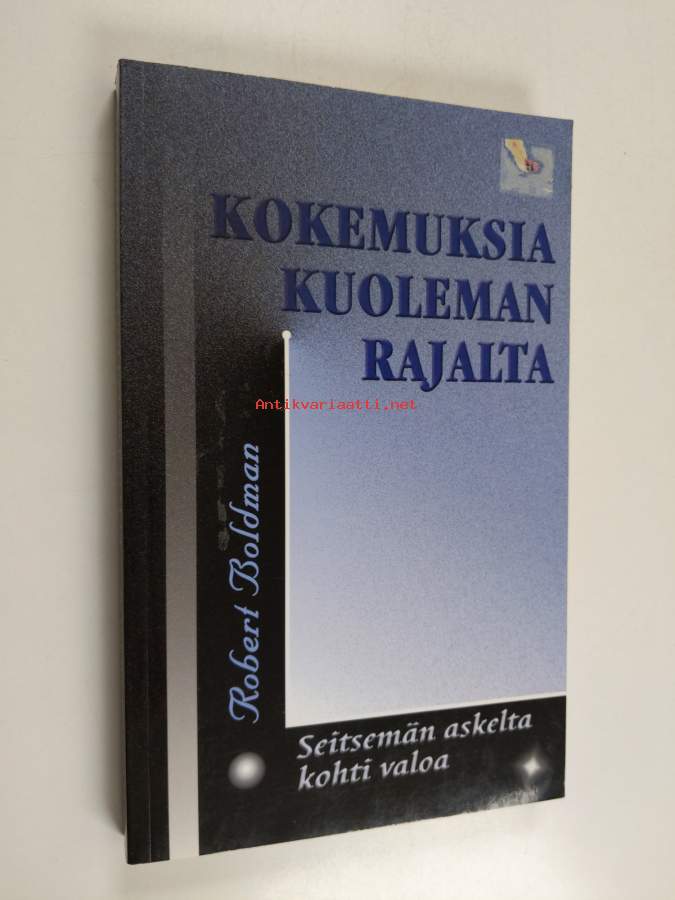 KOKEMUKSIA
KUOLEMAN
RAJALTA
Antikvariaatti.net
Robert Boldman
Seitsemän askelta
kohti valoa